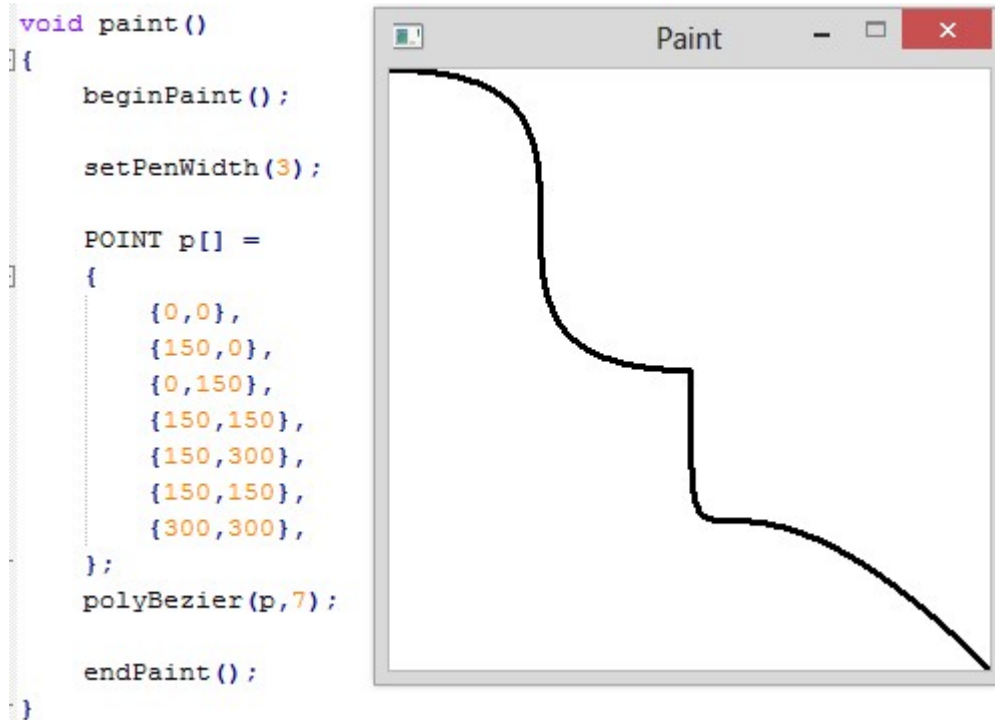 void paint()
{
    beginPaint();
    setPenWidth(3);
    POINT p[] =
    {
        {0,0},
        {150,0},
        {0,150},
        {150,150},
        {150,300},
        {150,150},
        {300,300},
    };
    polyBezier(p,7);
    endPaint();
}
Paint